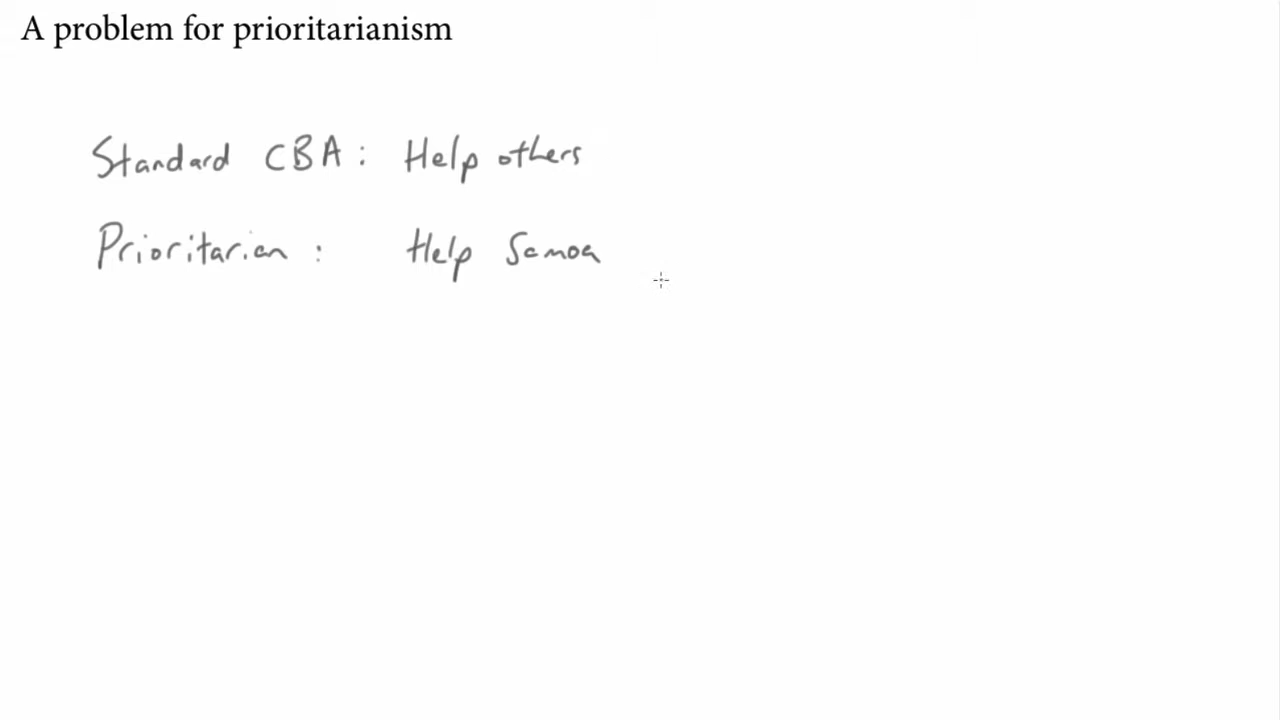 A problem for prioritarianism
Standard CBA: Help others
Prioritarian: Help Samoa